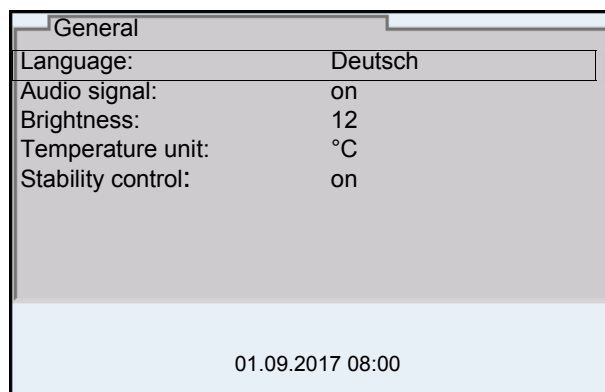 General
Language: Deutsch
Audio signal: on
Brightness: 12
Temperature unit: °C
Stability control: on
01.09.2017 08:00